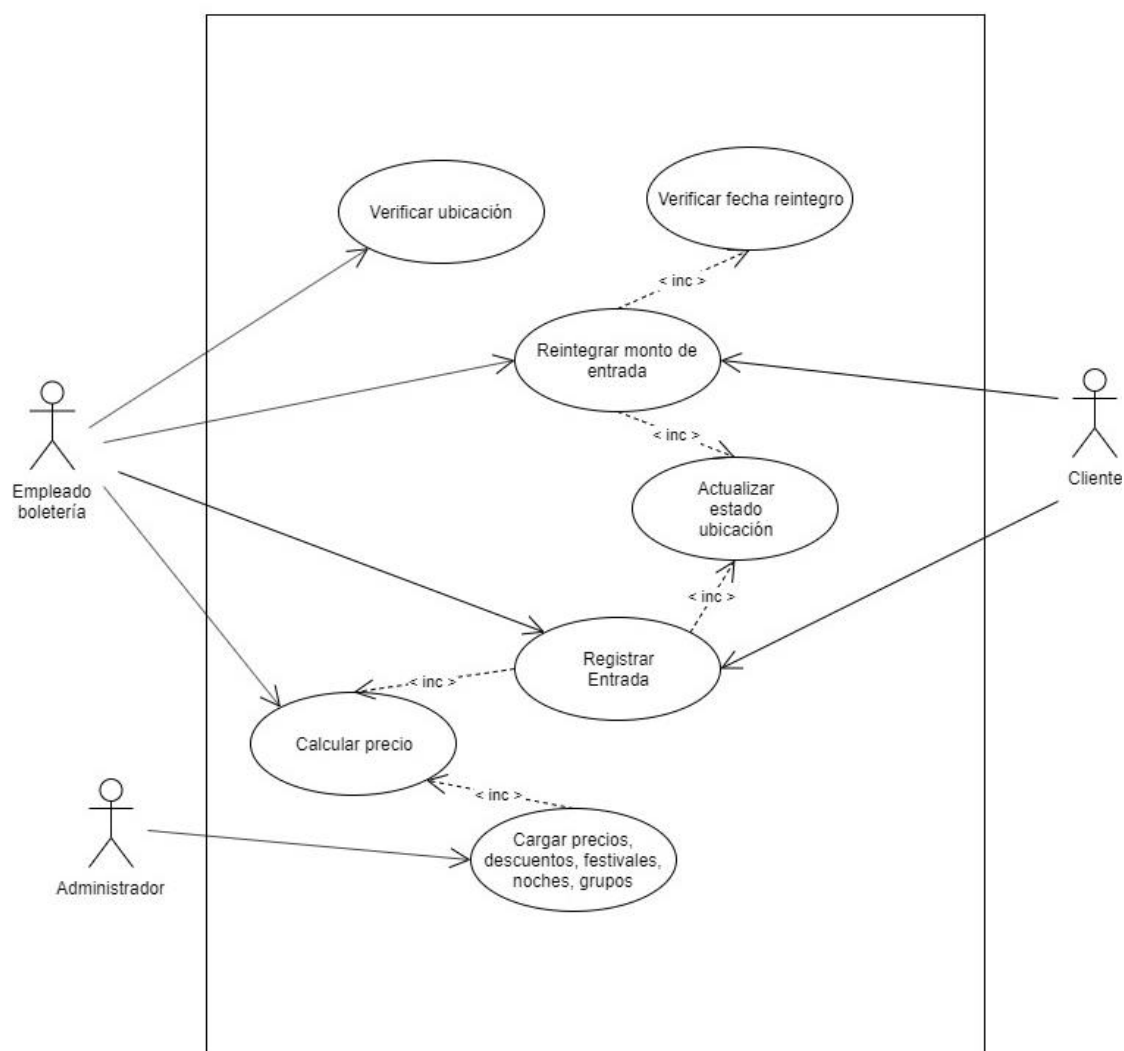 Verificar ubicación
Verificar fecha reintegro
< inc >
Reintegrar monto de
entrada
< inc >
Empleado
boletería
Cliente
Actualizar
estado
ubicación
< inc >
Registrar
Entrada
< inc >
Calcular precio
< inc >
Cargar precios,
descuentos, festivales,
noches, grupos
Administrador